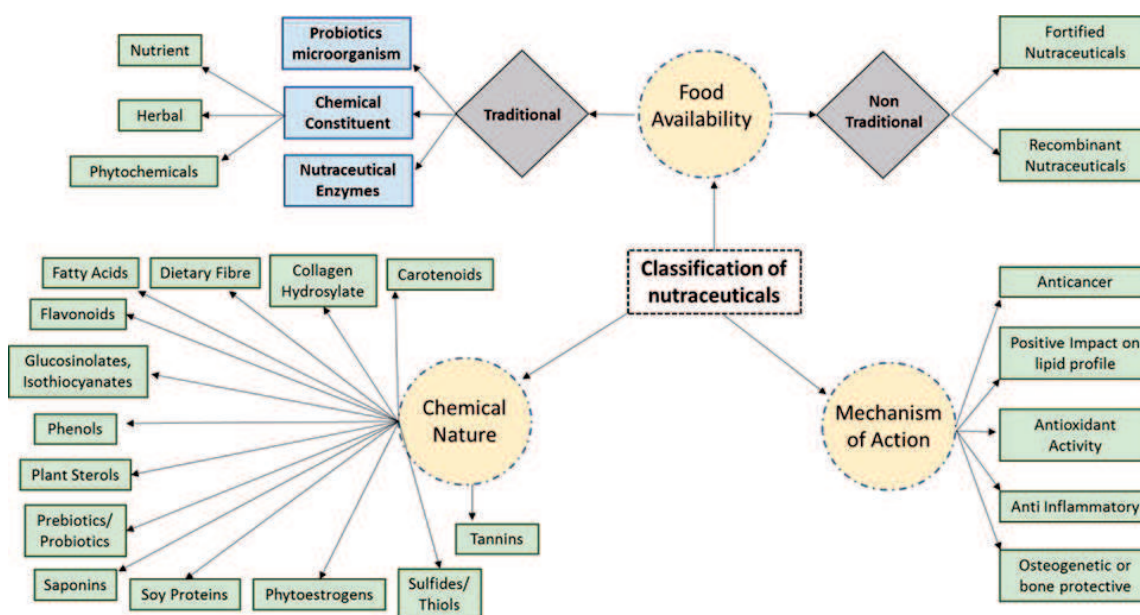 Nutrient
Herbal
Phytochemicals
Probiotics
microorganism
Chemical
Constituent
Nutraceutical
Enzymes
Traditional
Food
Availability
Non
Traditional
Fortified
Nutraceuticals
Recombinant
Nutraceuticals
Classification of
nutraceuticals
Fatty Acids
Dietary Fibre
Collagen
Hydrosylate
Carotenoids
Flavonoids
Glucosinolates,
Isothiocyanates
Phenols
Plant Sterols
Prebiotics/
Probiotics
Saponins
Soy Proteins
Phytoestrogens
Sulfides/
Thiols
Tannins
Chemical
Nature
Mechanism
of Action
Anticancer
Positive Impact on
lipid profile
Antioxidant
Activity
Anti Inflammatory
Osteogenetic or
bone protective